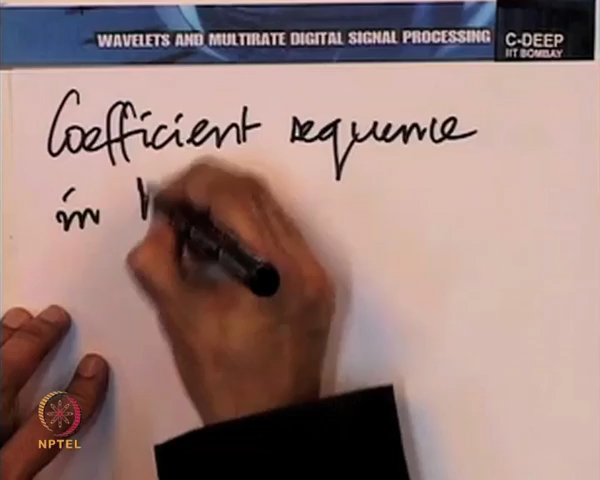 WAVELETS AND MULTIRATE DIGITAL SIGNAL PROCESSING
C-DEEP
IIT BOMBAY
Coefficient sequence
in
NPTEL